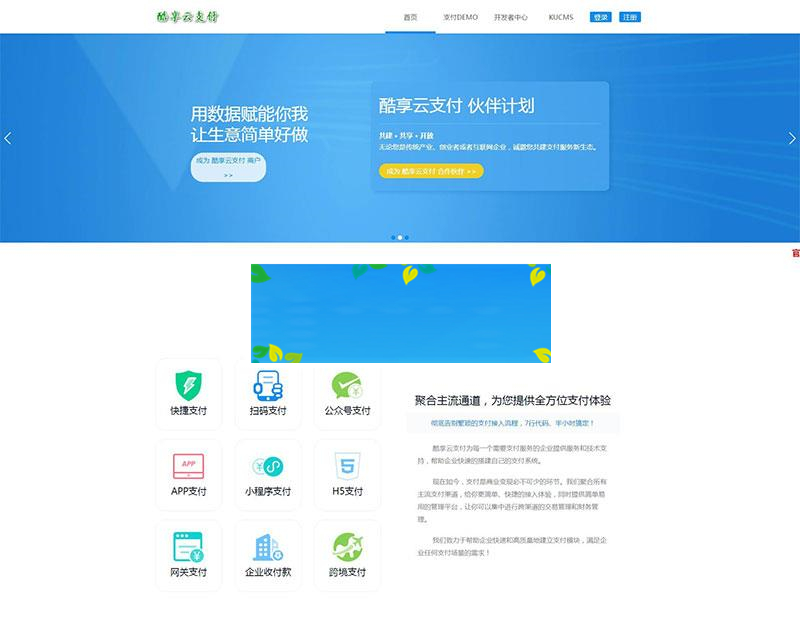 酷享云支付
首页
支付DEMO
开发者中心
KUCMS
登录
注册
用数据赋能你我
让生意简单好做
成为 酷享云支付 商户
>>
酷享云支付 伙伴计划
共建 • 共享 • 开放
无论您是传统产业、创业者或者互联网企业，诚邀您共建支付服务新生态。
成为 酷享云支付 合作伙伴 >>
官
快捷支付
扫码支付
公众号支付
APP
APP支付
小程序支付
H5支付
网关支付
企业收付款
跨境支付
聚合主流通道，为您提供全方位支付体验
彻底告别繁琐的支付接入流程，7行代码、半小时搞定！
酷享云支付为每一个需要支付服务的企业提供服务和技术支
持，帮助企业快速的搭建自己的支付系统。
现在如今，支付是商业变现必不可少的环节。我们聚合所有
主流支付渠道，给你更简单、快捷的接入体验，同时提供简单易
用的管理平台，让你可以集中进行跨渠道的交易管理和财务管
理。
我们致力于帮助企业快速和高质量地建立支付模块，满足企
业任何支付场景的需求！